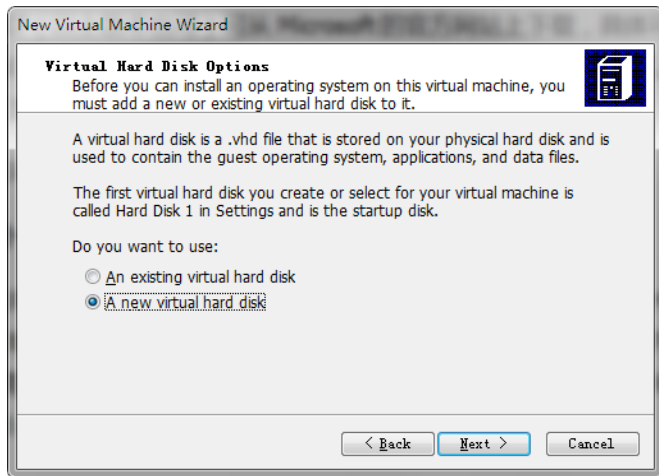 New Virtual Machine Wizard
Virtual Hard Disk Options
Before you can install an operating system on this virtual machine, you
must add a new or existing virtual hard disk to it.
A virtual hard disk is a .vhd file that is stored on your physical hard disk and is
used to contain the guest operating system, applications, and data files.
The first virtual hard disk you create or select for your virtual machine is
called Hard Disk 1 in Settings and is the startup disk.
Do you want to use:
An existing virtual hard disk
A new virtual hard disk
< Back Next > Cancel